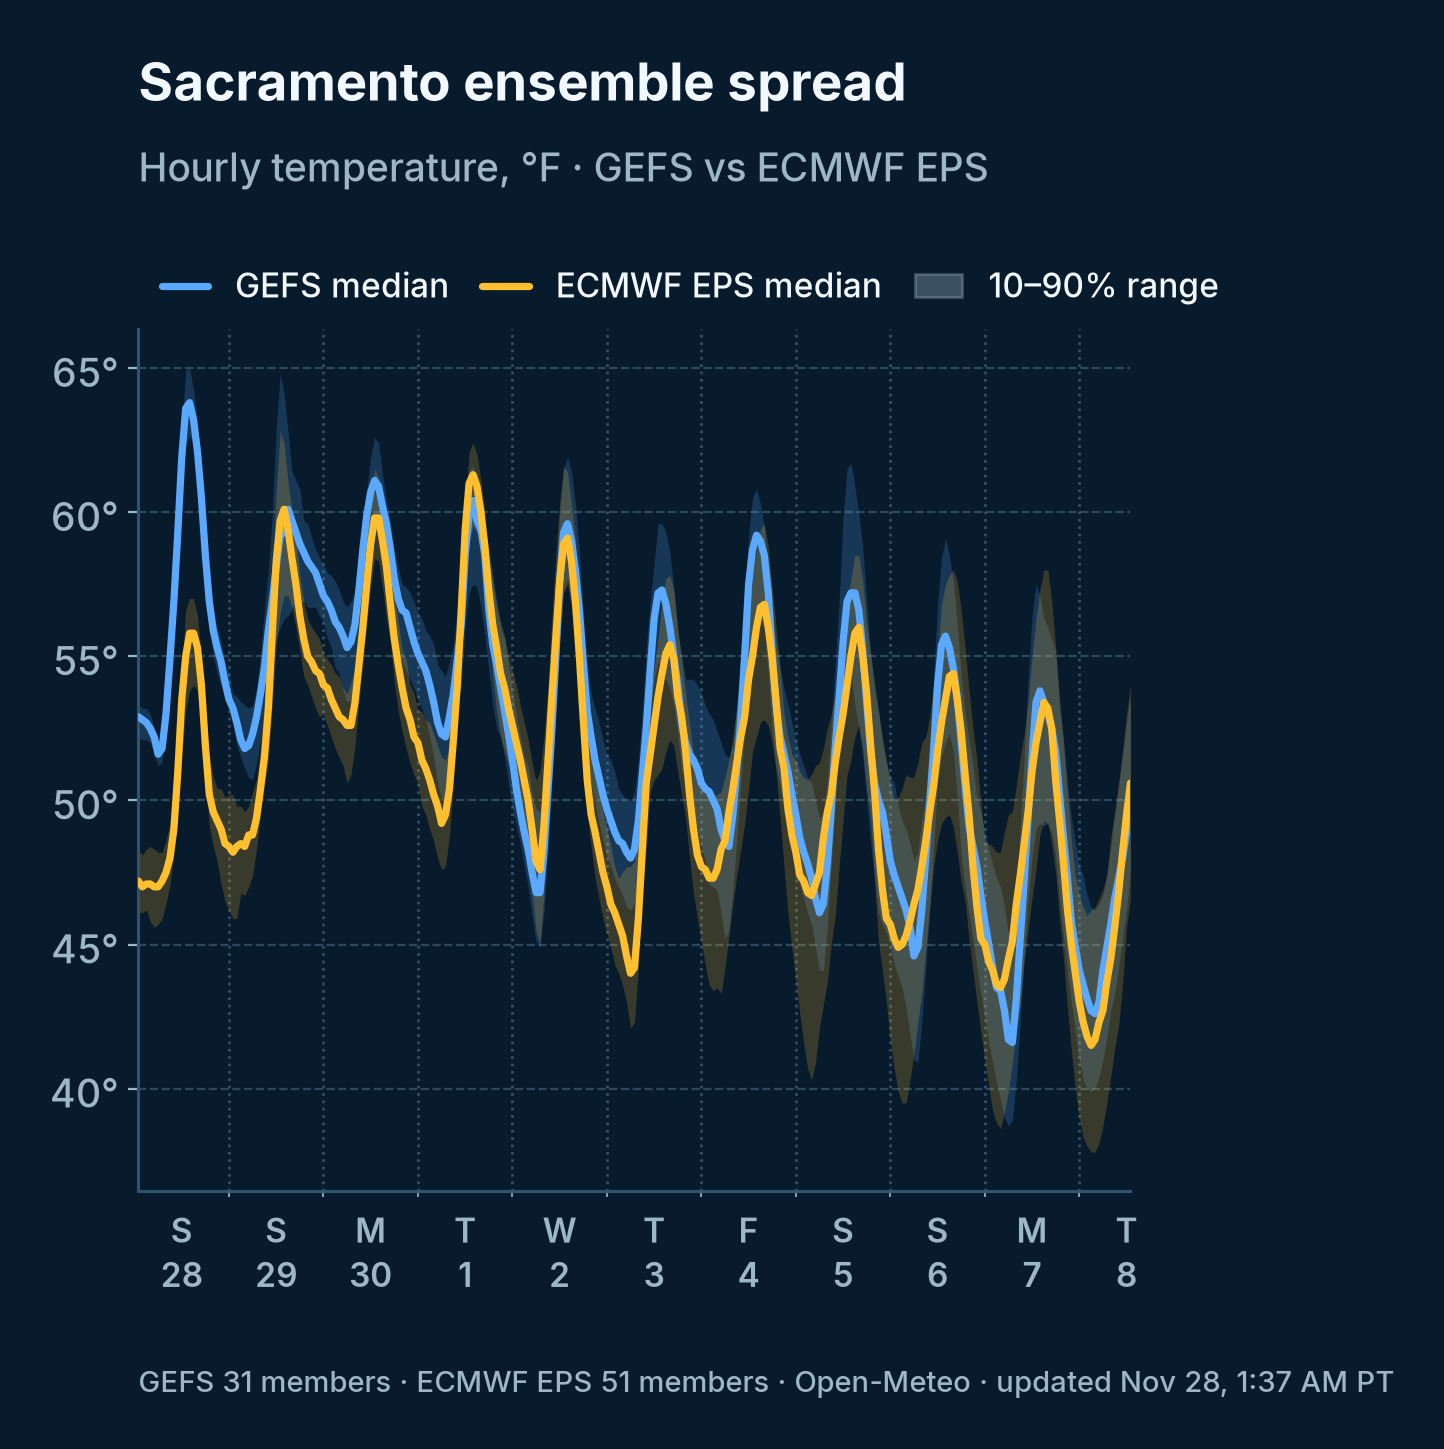 Sacramento ensemble spread
Hourly temperature, °F · GEFS vs ECMWF EPS
GEFS median ECMWF EPS median 10–90% range
65°
60°
55°
50°
45°
40°
S S M T W T F S S M T
28 29 30 1 2 3 4 5 6 7 8
GEFS 31 members · ECMWF EPS 51 members · Open-Meteo · updated Nov 28, 1:37 AM PT